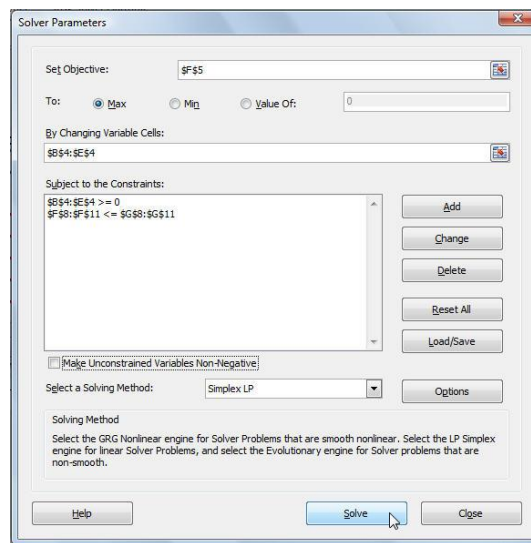 Solver Parameters
Set Objective: $F$5
To: Max Min Value Of: 0
By Changing Variable Cells:
$B$4:$E$4
Subject to the Constraints:
$B$4:$E$4 >= 0
$F$8:$F$11 <= $G$8:$G$11
Add
Change
Delete
Reset All
Load/Save
Make Unconstrained Variables Non-Negative
Select a Solving Method: Simplex LP Options
Solving Method
Select the GRG Nonlinear engine for Solver Problems that are smooth nonlinear. Select the LP Simplex
engine for linear Solver Problems, and select the Evolutionary engine for Solver problems that are
non-smooth.
Help Solve Close